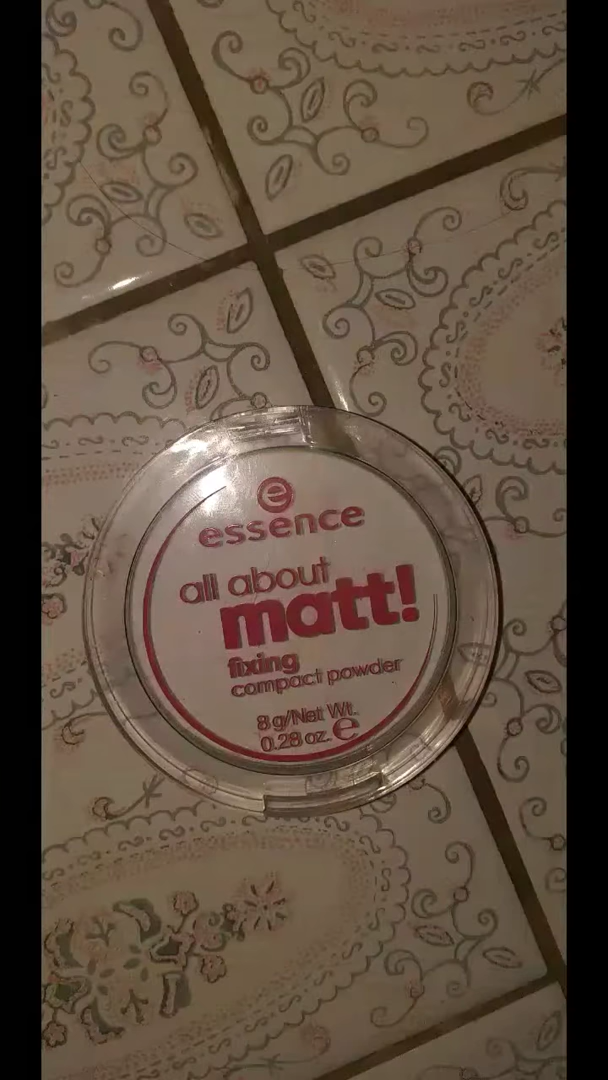 e
essence
all about
matt!
fixing
compact powder
8 g/Net Wt.
0.28 oz. ℮